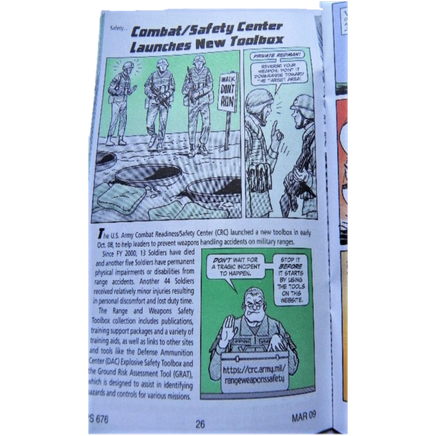 Safety...
Combat/Safety Center
Launches New Toolbox
WALK
DON'T
RUN
PRIVATE REDMAN!
REVERSE YOUR
DOWNRANGE TOWARD
The U.S. Army Combat Readiness/Safety Center (CRC) launched a new toolbox in early
Oct. 08, to help leaders to prevent weapons handling accidents on military ranges.
Since FY 2000, 13 Soldiers have died
and another five Soldiers have permanent
physical impairments or disabilities from
range accidents. Another 44 Soldiers
received relatively minor injuries resulting
in personal discomfort and lost duty time.
The Range and Weapons Safety
Toolbox collection includes publications,
training support packages and a variety of
training aids, as well as links to other sites
and tools like the Defense Ammunition
Center (DAC) Explosive Safety Toolbox and
the Ground Risk Assessment Tool (GRAT),
which is designed to assist in identifying
hazards and controls for various missions.
DON'T WAIT FOR
A TRAGIC INCIDENT
TO HAPPEN.
STOP IT
BEFORE
IT STARTS
BY USING
THE TOOLS
ON THIS
WEBSITE.
https://crc.army.mil/
rangeweaponssafety
PS 676
26
MAR 09